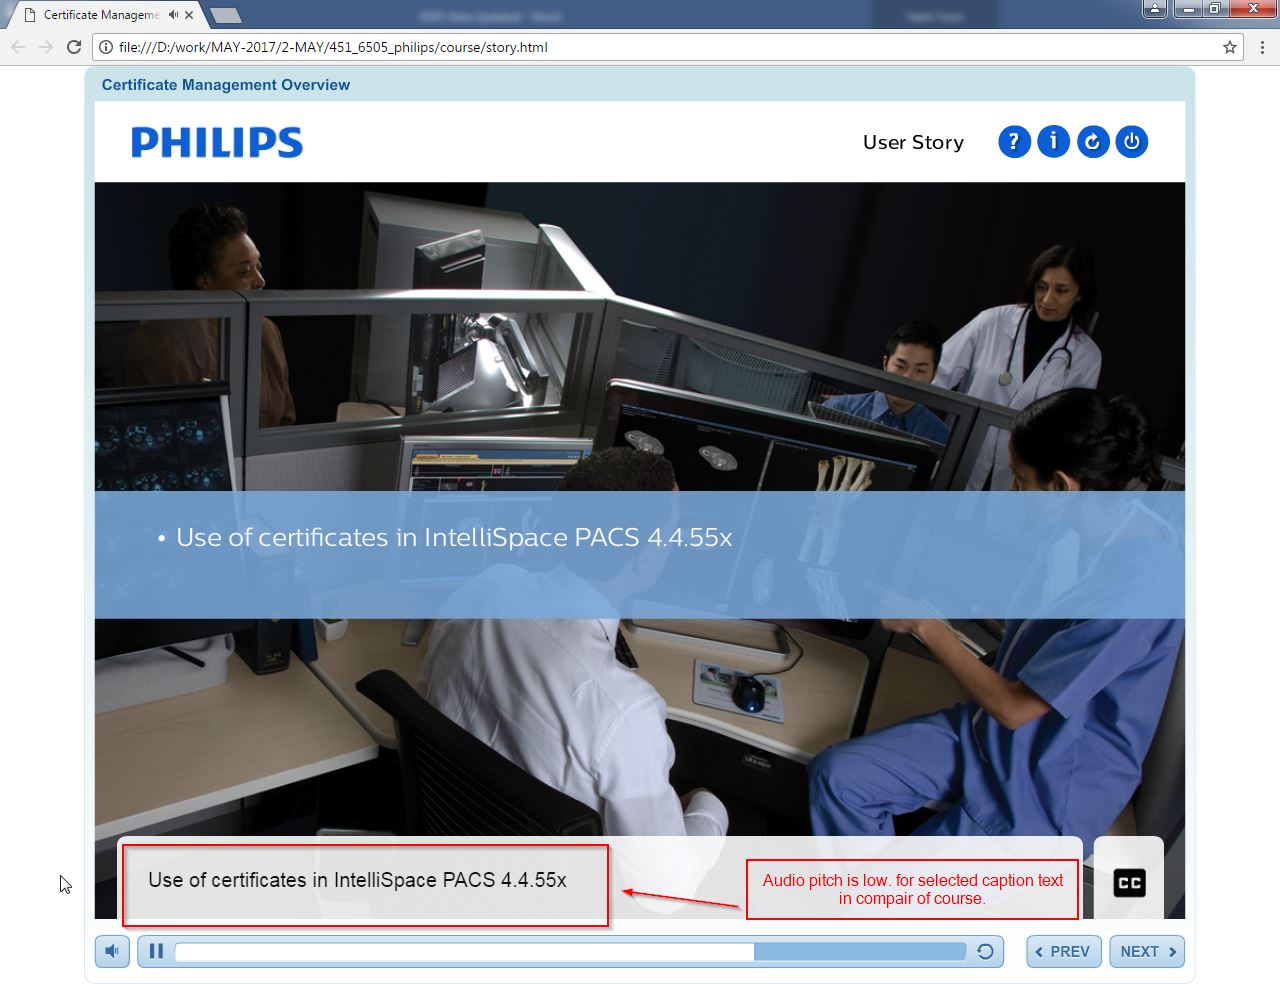 Certificate Manageme
file:///D:/work/MAY-2017/2-MAY/451_6505_philips/course/story.html
Certificate Management Overview
PHILIPS
User Story
?
i
• Use of certificates in IntelliSpace PACS 4.4.55x
Use of certificates in IntelliSpace PACS 4.4.55x
Audio pitch is low. for selected caption text
in compair of course.
CC
PREV
NEXT